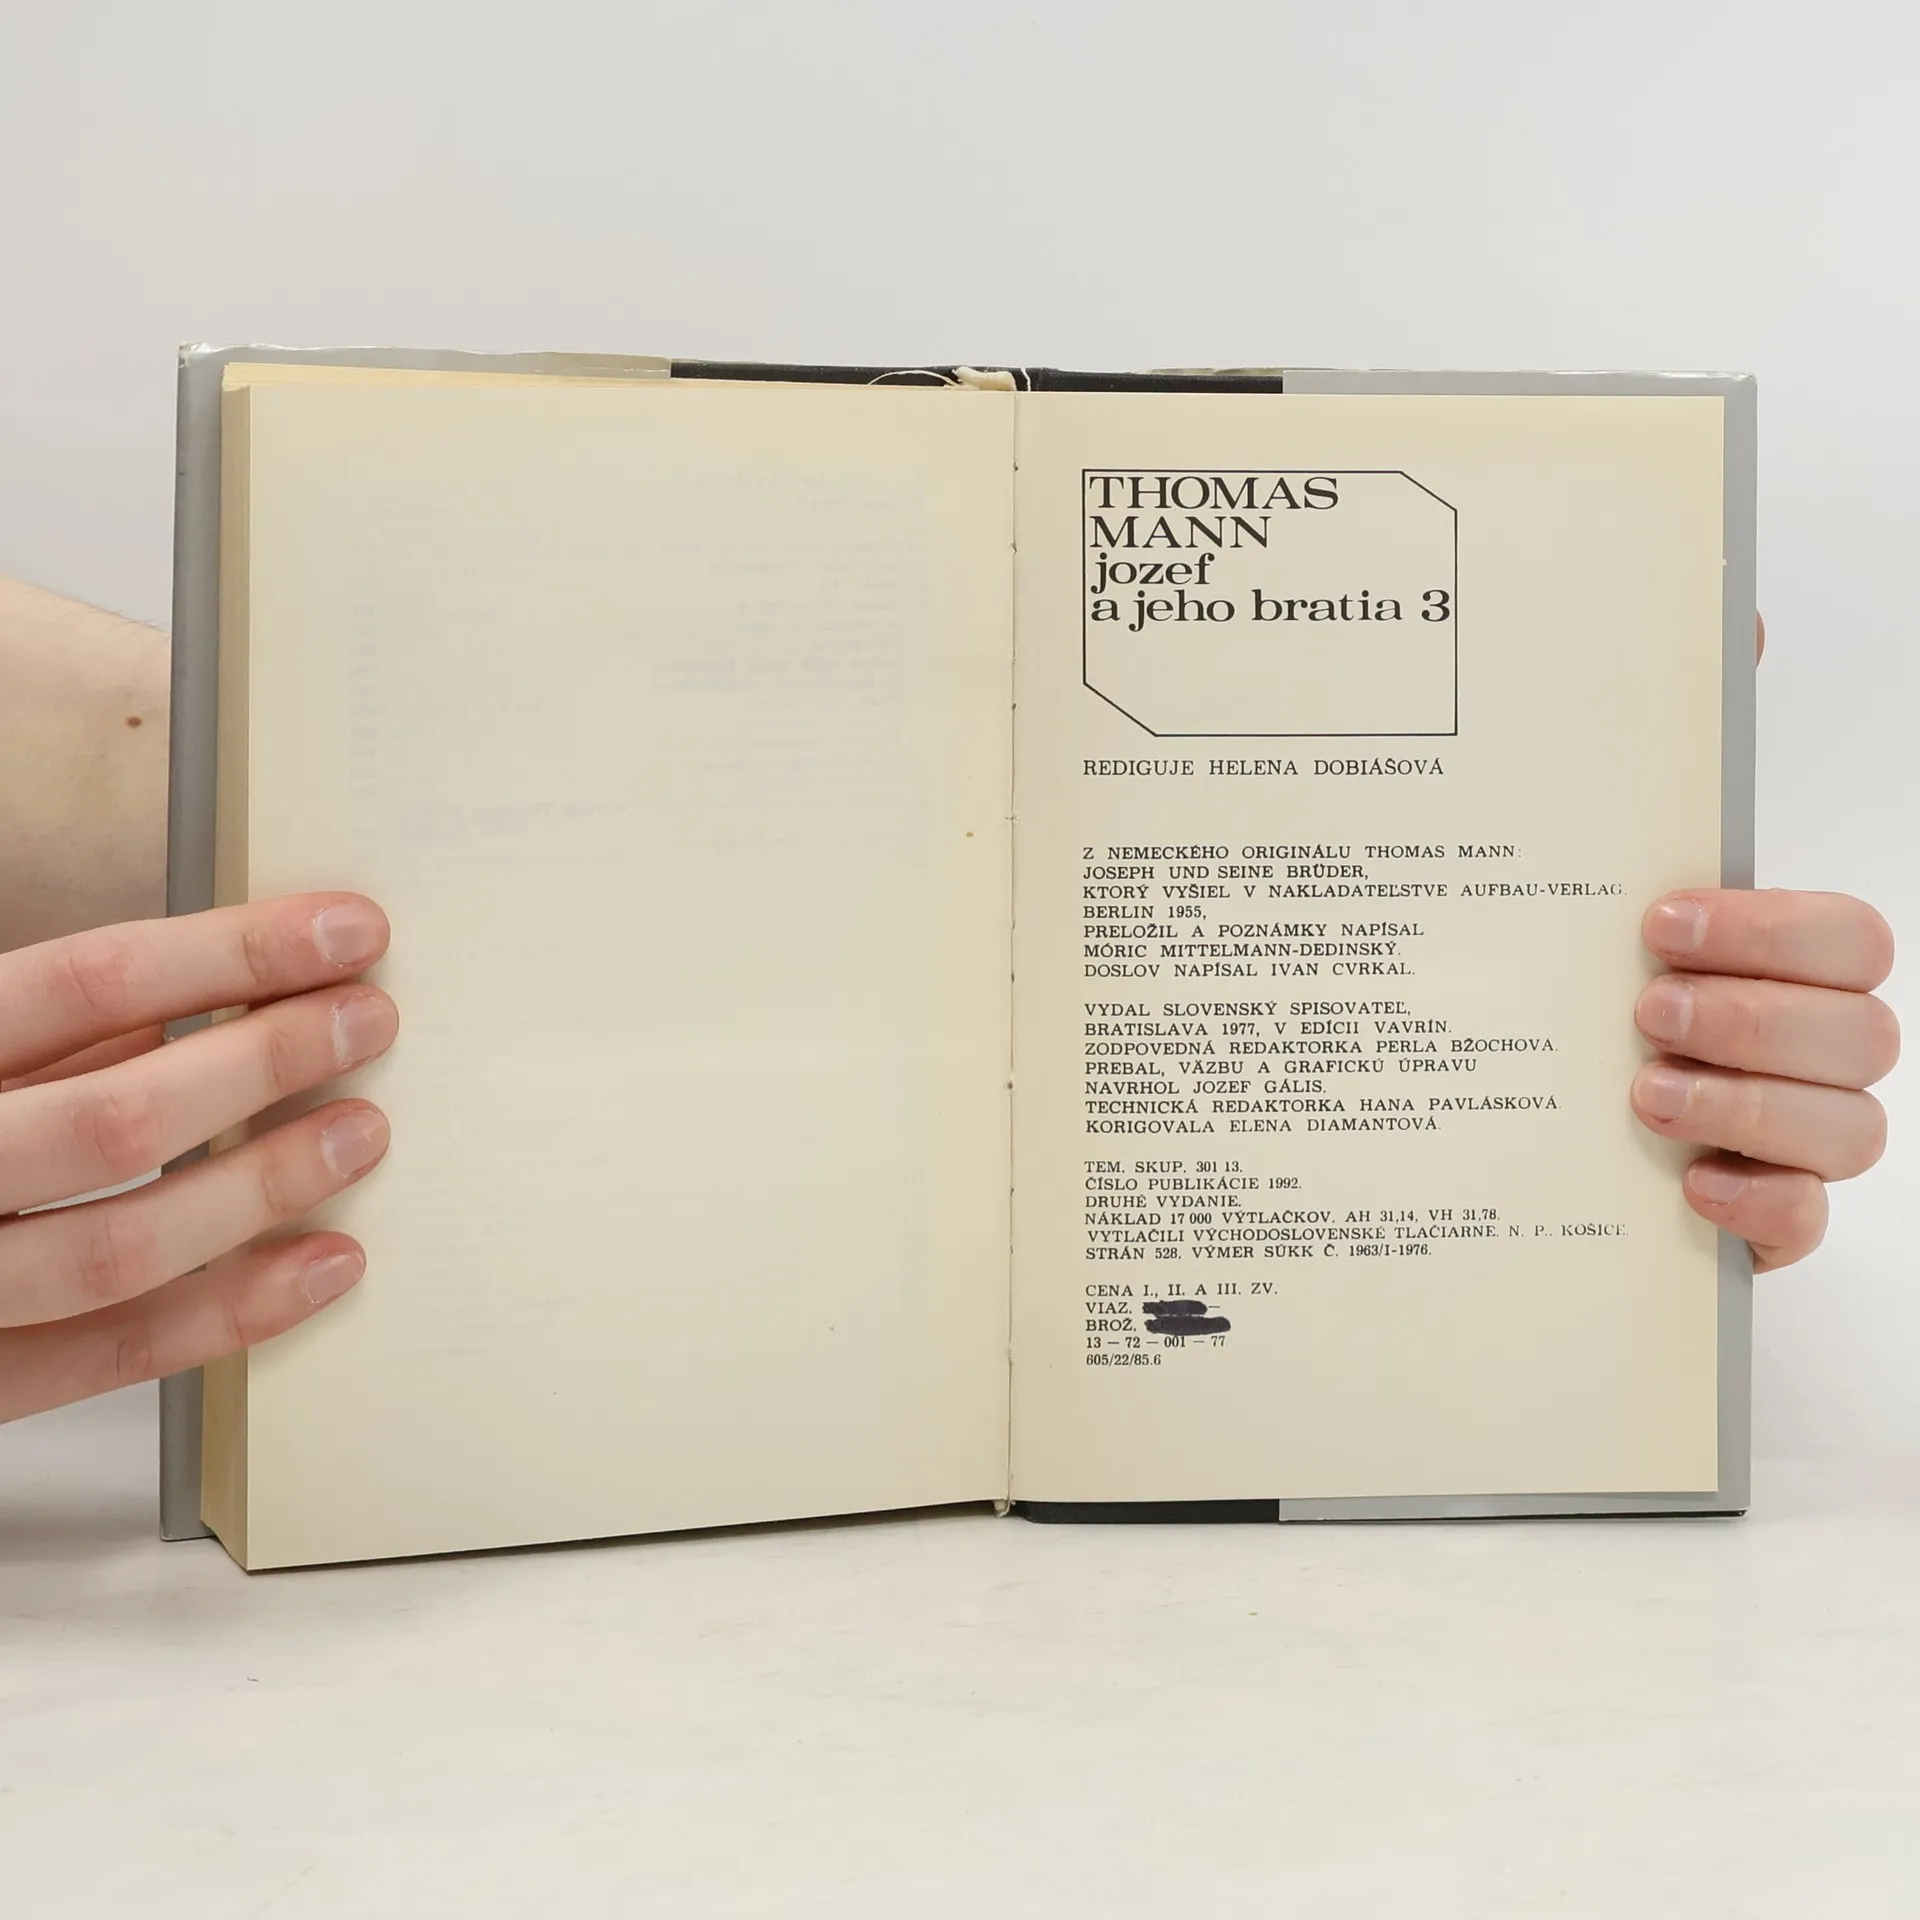 THOMAS
MANN
jozef
a jeho bratia 3
REDIGUJE HELENA DOBIÁŠOVÁ
Z NEMECKÉHO ORIGINÁLU THOMAS MANN:
JOSEPH UND SEINE BRÜDER,
KTORÝ VYŠIEL V NAKLADATEĽSTVE AUFBAU-VERLAG.
BERLIN 1955,
PRELOŽIL A POZNÁMKY NAPÍSAL
MÓRIC MITTELMANN-DEDINSKÝ.
DOSLOV NAPÍSAL IVAN CVRKAL.
VYDAL SLOVENSKÝ SPISOVATEĽ,
BRATISLAVA 1977, V EDÍCII VAVRÍN.
ZODPOVEDNÁ REDAKTORKA PERLA BŽOCHOVÁ.
PREBAL, VÄZBU A GRAFICKÚ ÚPRAVU
NAVRHOL JOZEF GÁLIS.
TECHNICKÁ REDAKTORKA HANA PAVLÁSKOVÁ.
KORIGOVALA ELENA DIAMANTOVÁ.
TEM. SKUP. 301 13.
ČÍSLO PUBLIKÁCIE 1992.
DRUHÉ VYDANIE.
NÁKLAD 17 000 VÝTLAČKOV. AH 31,14, VH 31,78.
VYTLAČILI VÝCHODOSLOVENSKÉ TLAČIARNE, N. P., KOŠICE.
STRÁN 528, VÝMER SÚKK Č. 1963/I-1976.
CENA I., II. A III. ZV.
VIAZ.
BROŽ.
13 — 72 — 001 — 77
605/22/85.6